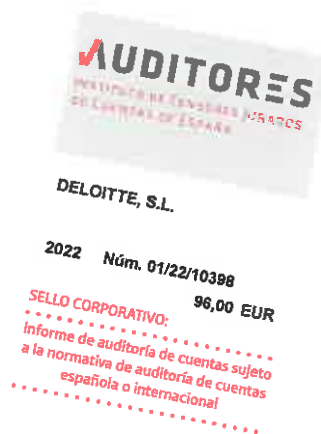 AUDITORES
INSTITUTO DE CENSORES JURADOS
DE CUENTAS DE ESPAÑA
DELOITTE, S.L.
2022 Núm. 01/22/10398
96,00 EUR
SELLO CORPORATIVO:
Informe de auditoría de cuentas sujeto
a la normativa de auditoría de cuentas
española o internacional